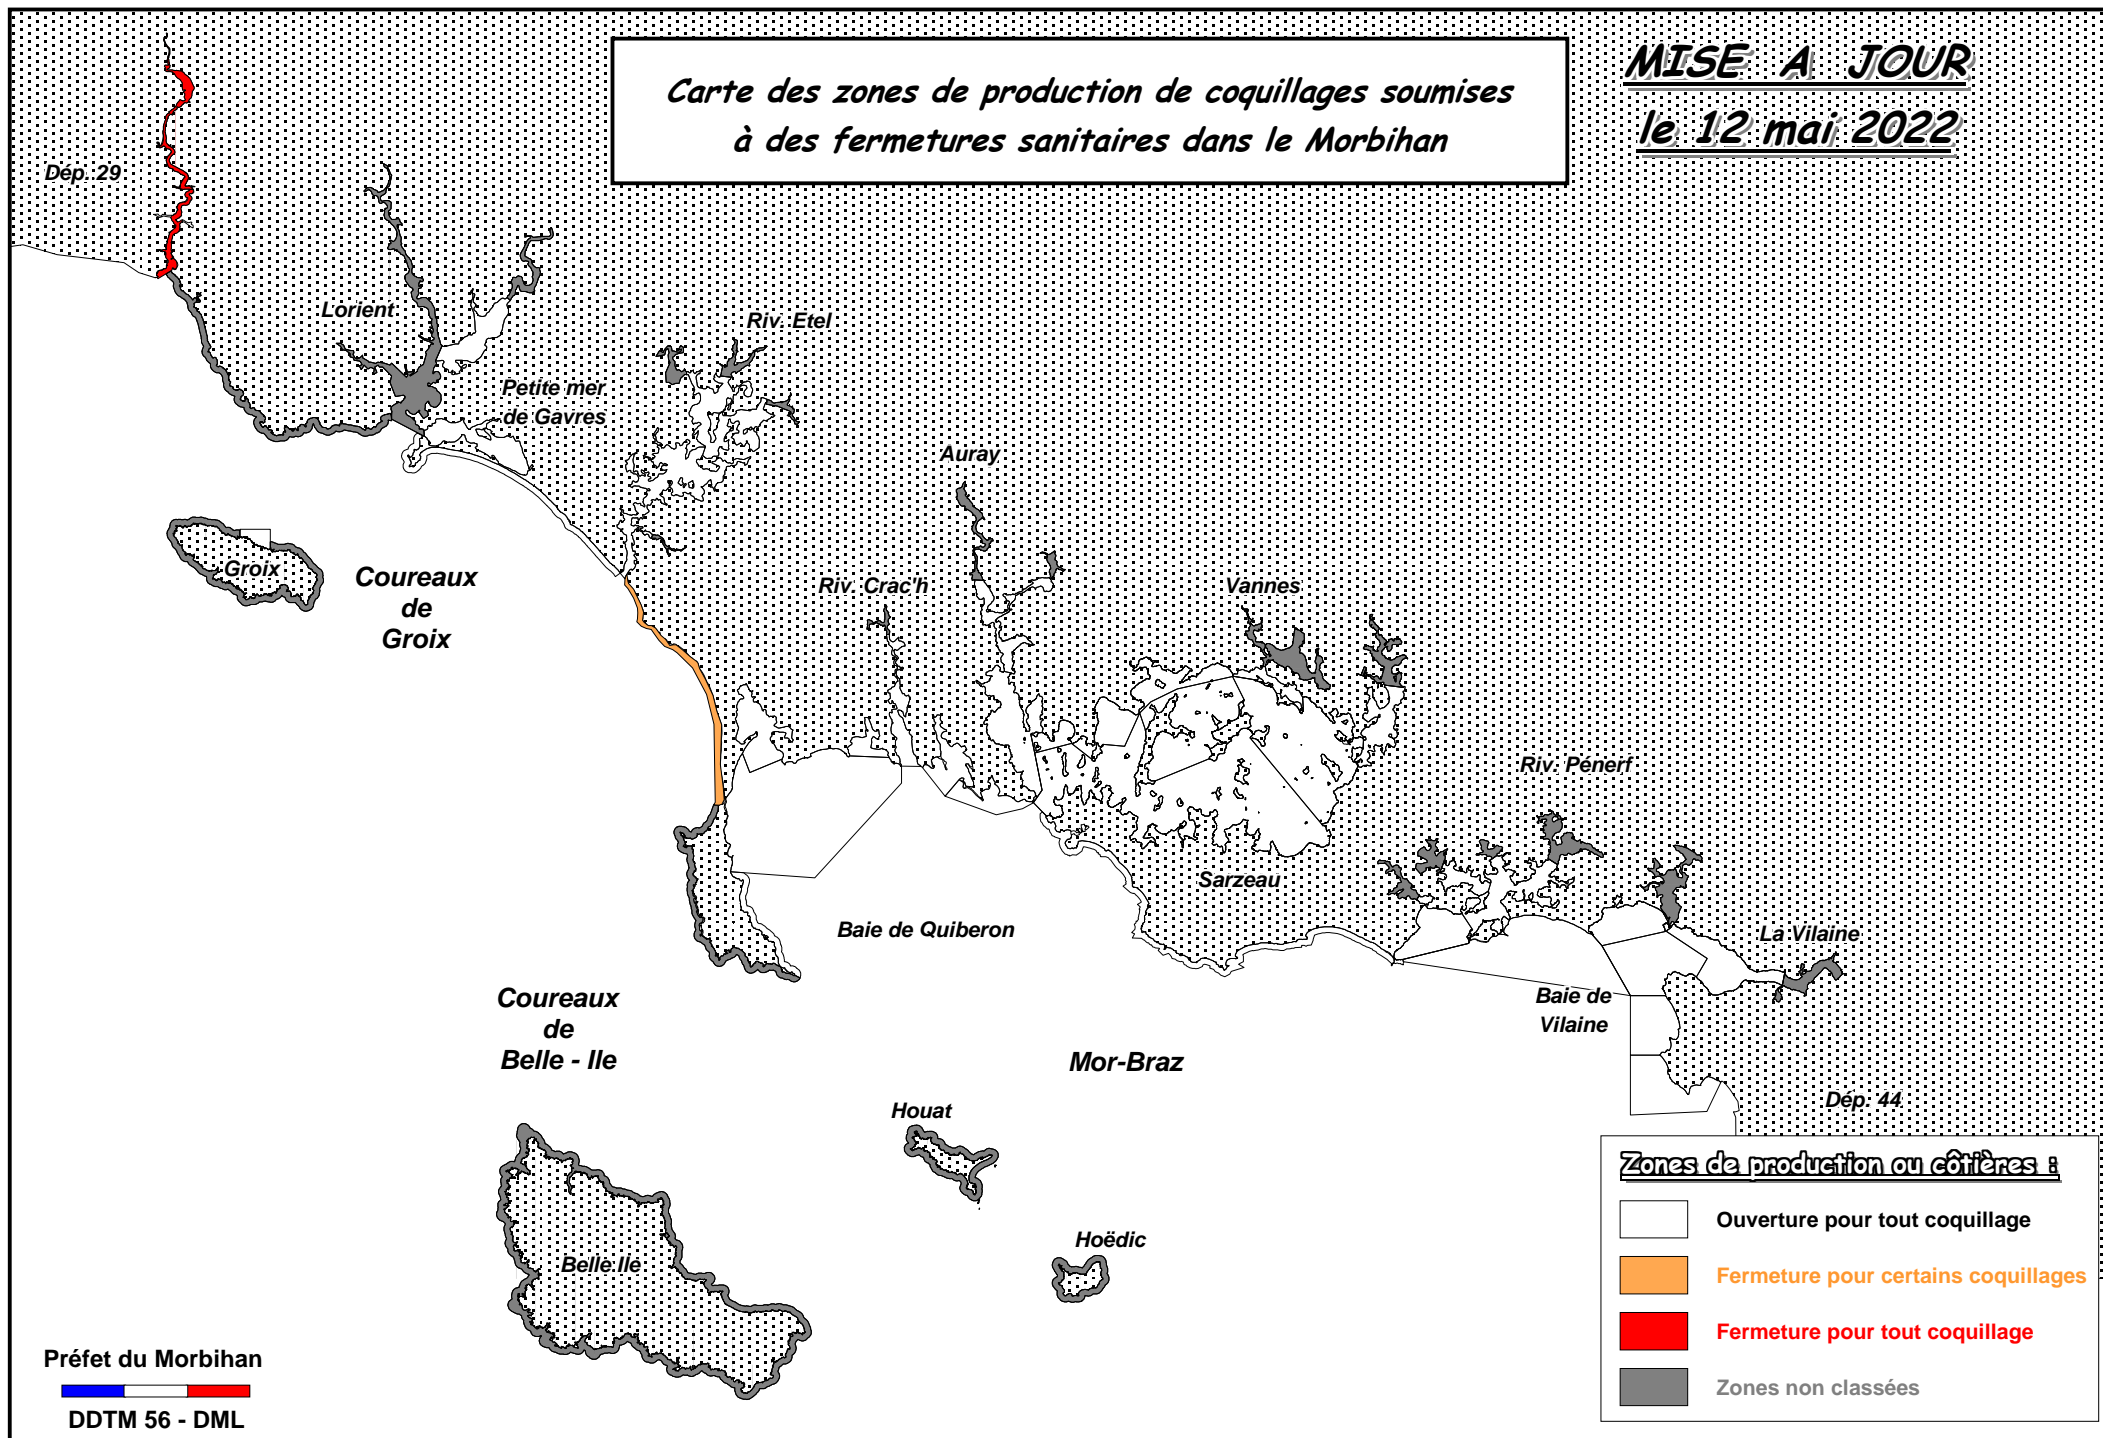 Carte des zones de production de coquillages soumises
à des fermetures sanitaires dans le Morbihan
MISE A JOUR
le 12 mai 2022
Dép. 29
Lorient
Riv. Etel
Petite mer
de Gavres
Auray
Groix
Coureaux
de
Groix
Riv. Crac'h
Vannes
Riv. Pénerf
Sarzeau
Baie de Quiberon
La Vilaine
Coureaux
de
Belle - Ile
Baie de
Vilaine
Mor-Braz
Houat
Dép. 44
Hoëdic
Belle Ile
Zones de production ou côtières :
Ouverture pour tout coquillage
Fermeture pour certains coquillages
Fermeture pour tout coquillage
Zones non classées
Préfet du Morbihan
DDTM 56 - DML